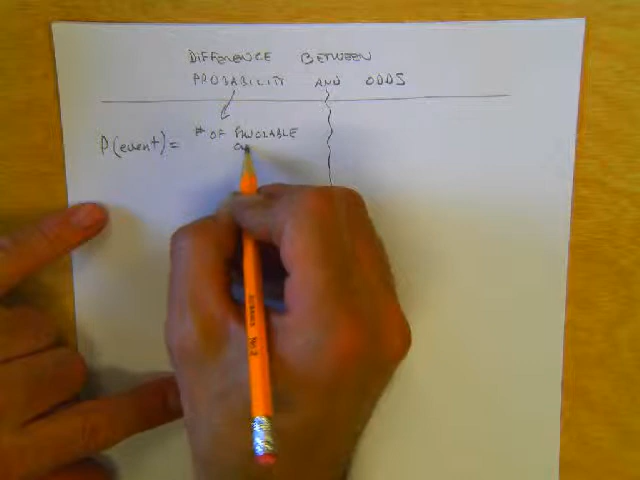 DIFFERENCE BETWEEN
PROBABILITY AND ODDS
P(event) = # OF FAVORABLE